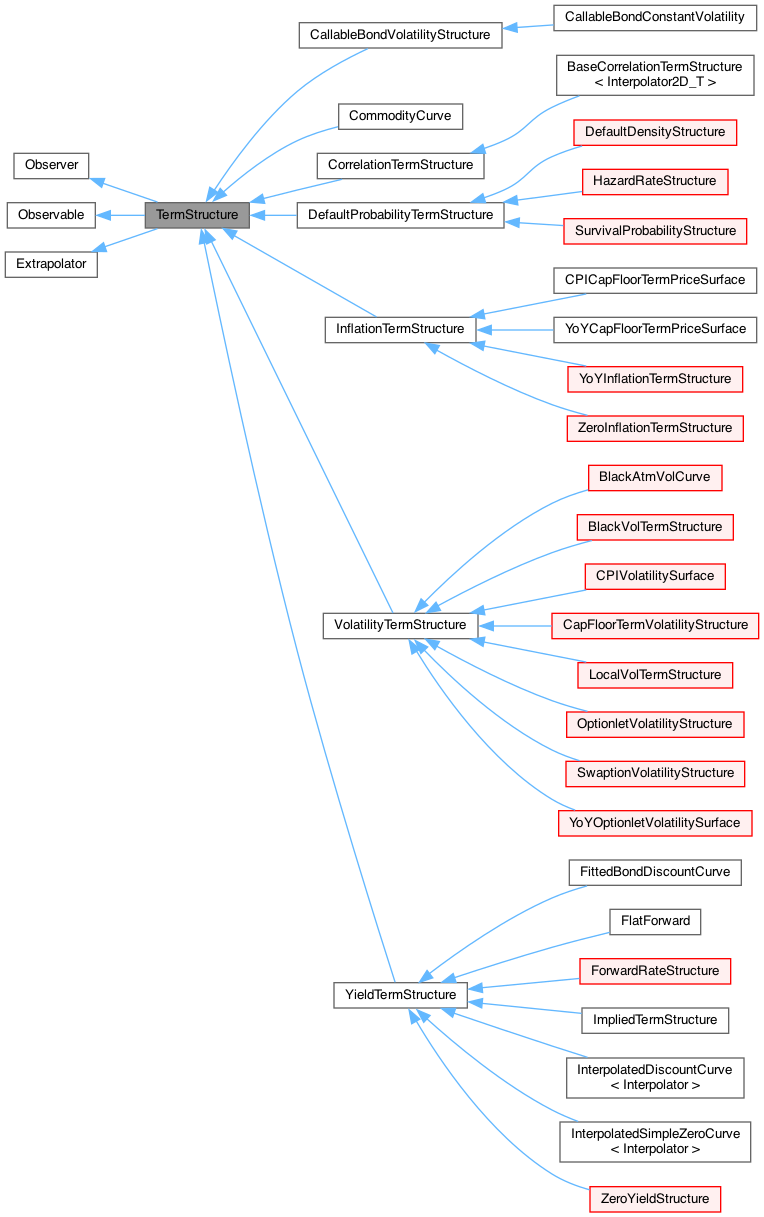 CallableBondConstantVolatility
CallableBondVolatilityStructure
BaseCorrelationTermStructure
< Interpolator2D_T >
CommodityCurve
DefaultDensityStructure
Observer
CorrelationTermStructure
HazardRateStructure
Observable
TermStructure
DefaultProbabilityTermStructure
SurvivalProbabilityStructure
Extrapolator
CPICapFloorTermPriceSurface
InflationTermStructure
YoYCapFloorTermPriceSurface
YoYInflationTermStructure
ZeroInflationTermStructure
BlackAtmVolCurve
BlackVolTermStructure
CPIVolatilitySurface
VolatilityTermStructure
CapFloorTermVolatilityStructure
LocalVolTermStructure
OptionletVolatilityStructure
SwaptionVolatilityStructure
YoYOptionletVolatilitySurface
FittedBondDiscountCurve
FlatForward
ForwardRateStructure
YieldTermStructure
ImpliedTermStructure
InterpolatedDiscountCurve
< Interpolator >
InterpolatedSimpleZeroCurve
< Interpolator >
ZeroYieldStructure